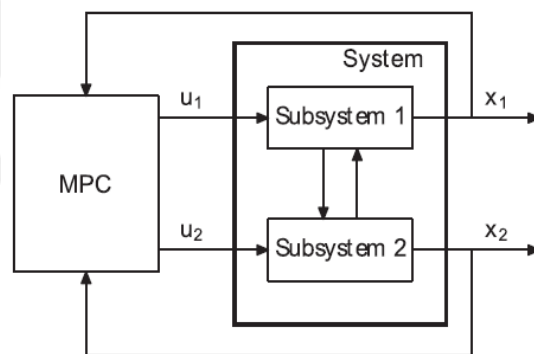 System
u₁
Subsystem 1
x₁
MPC
u₂
Subsystem 2
x₂